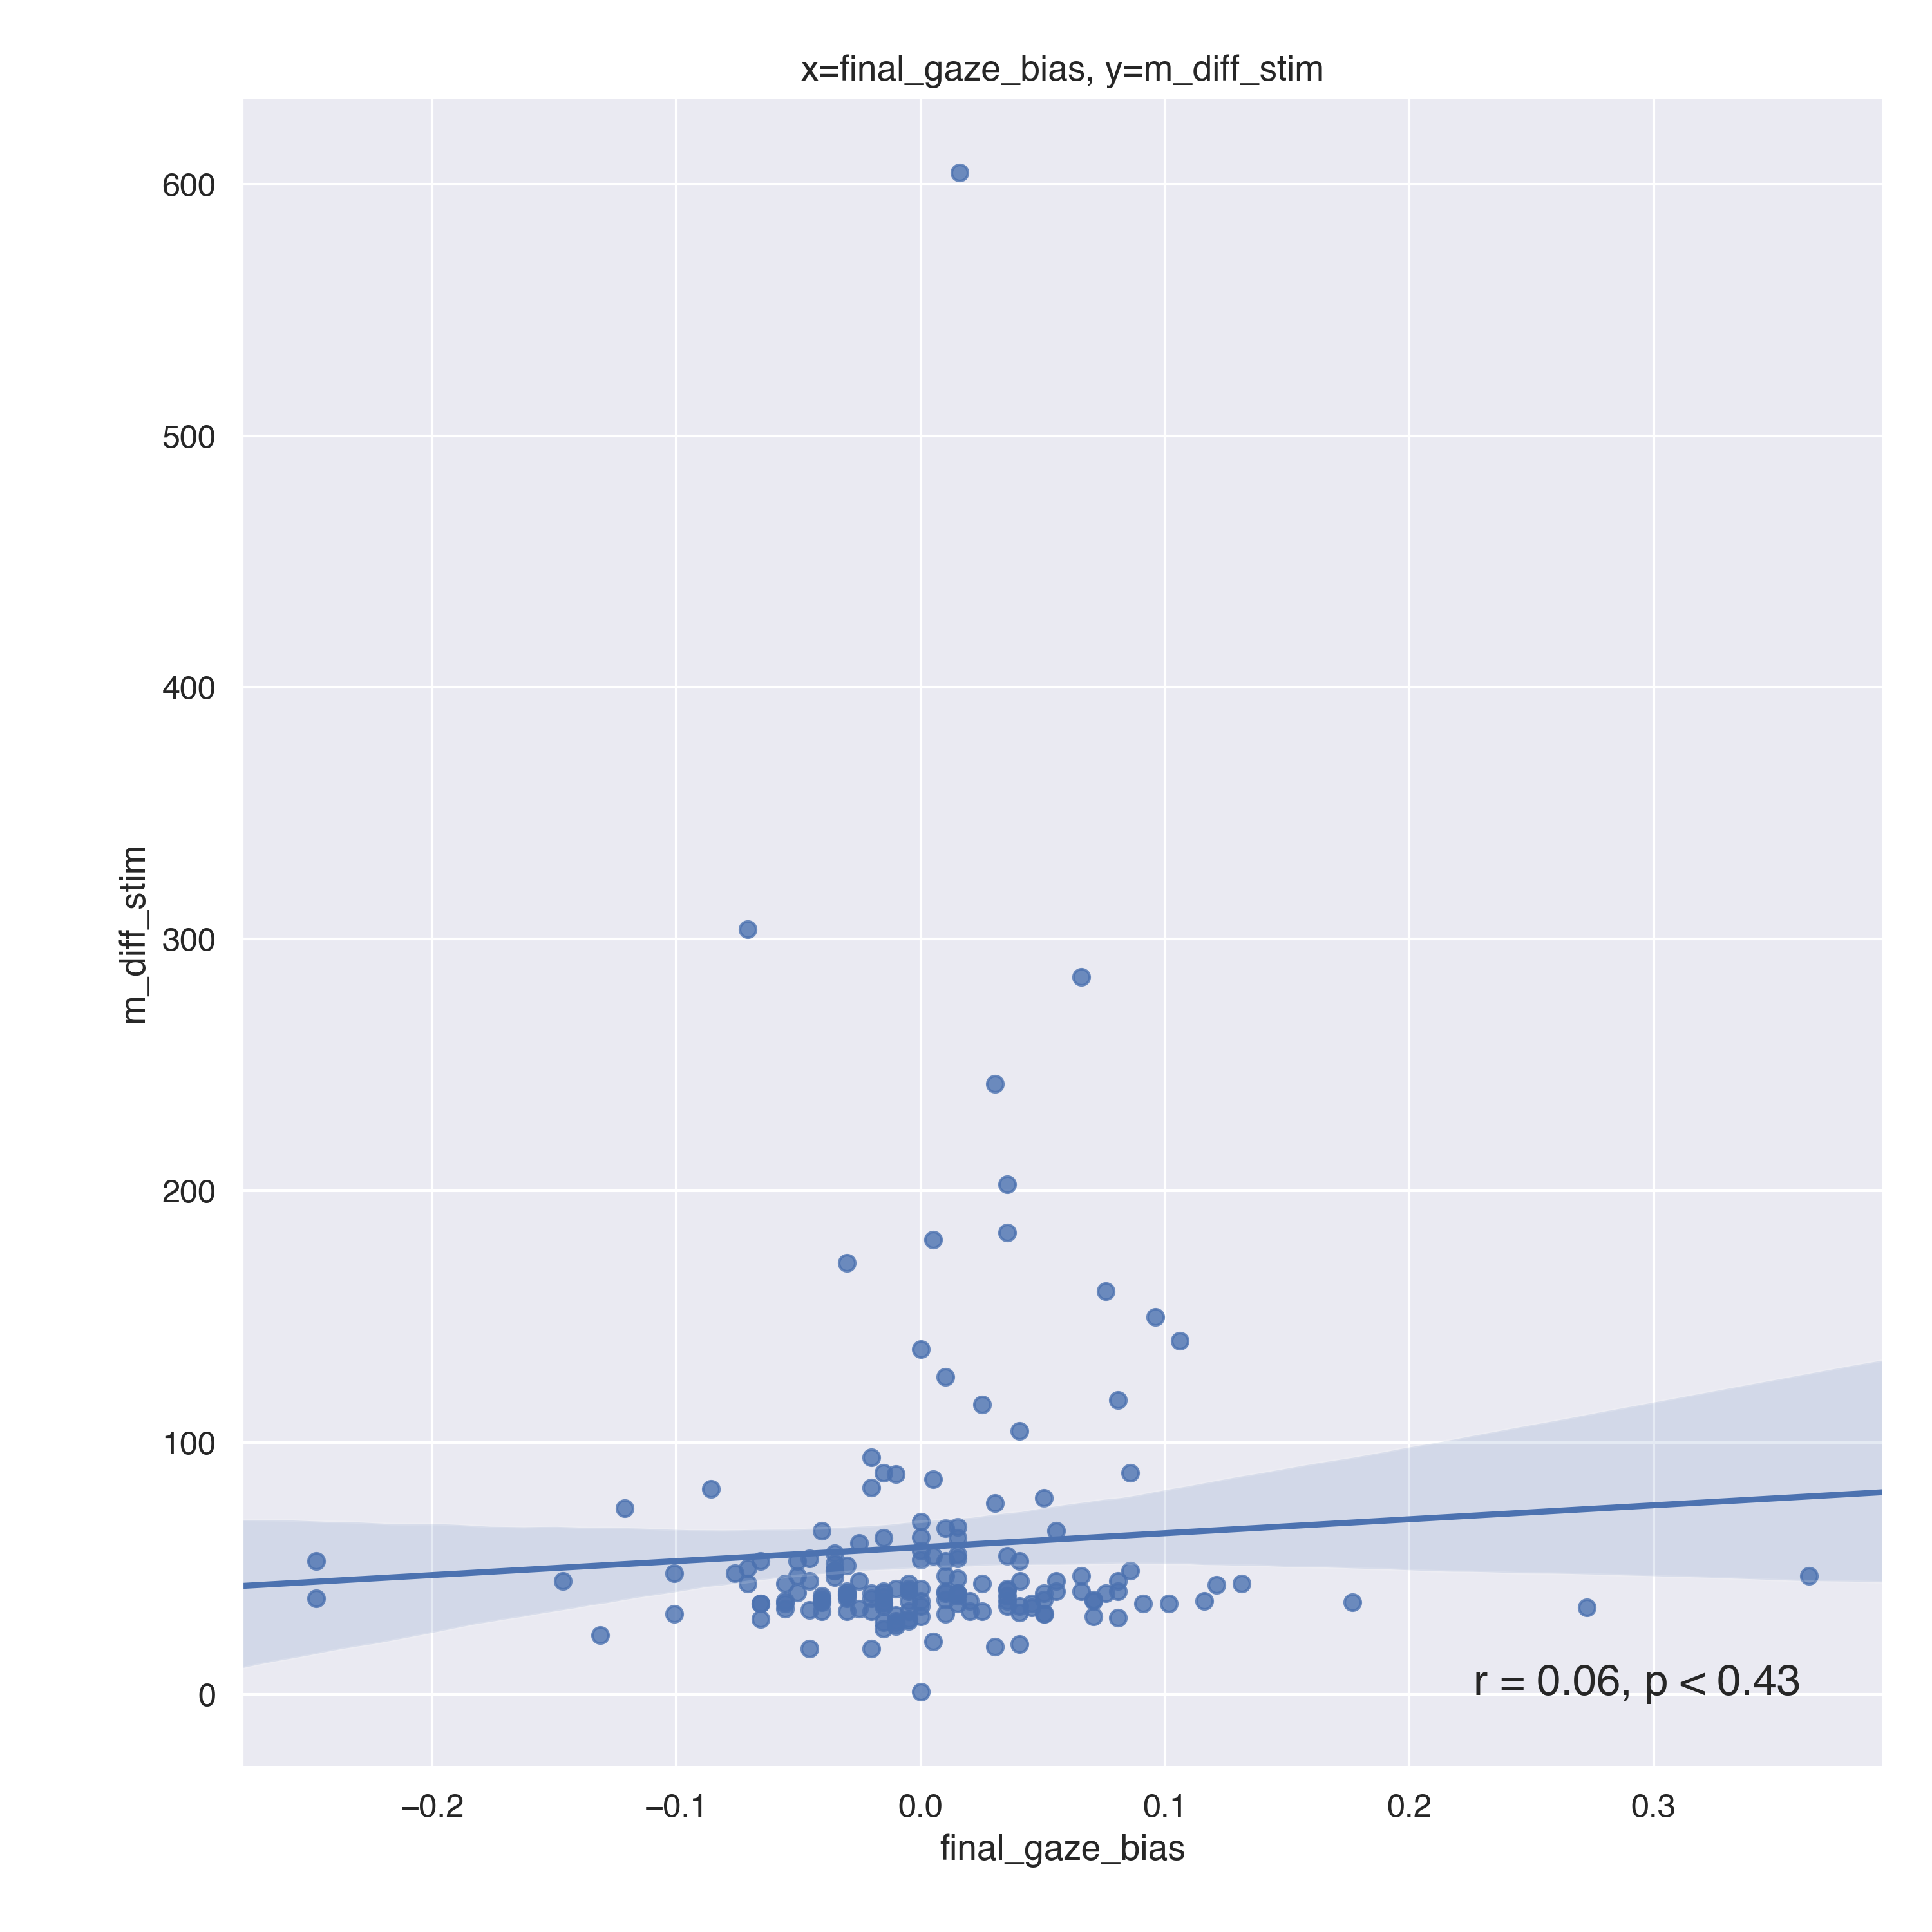 x=final_gaze_bias, y=m_diff_stim
600
500
400
300
200
100
0
m_diff_stim
r = 0.06, p < 0.43
−0.2 −0.1 0.0 0.1 0.2 0.3
final_gaze_bias